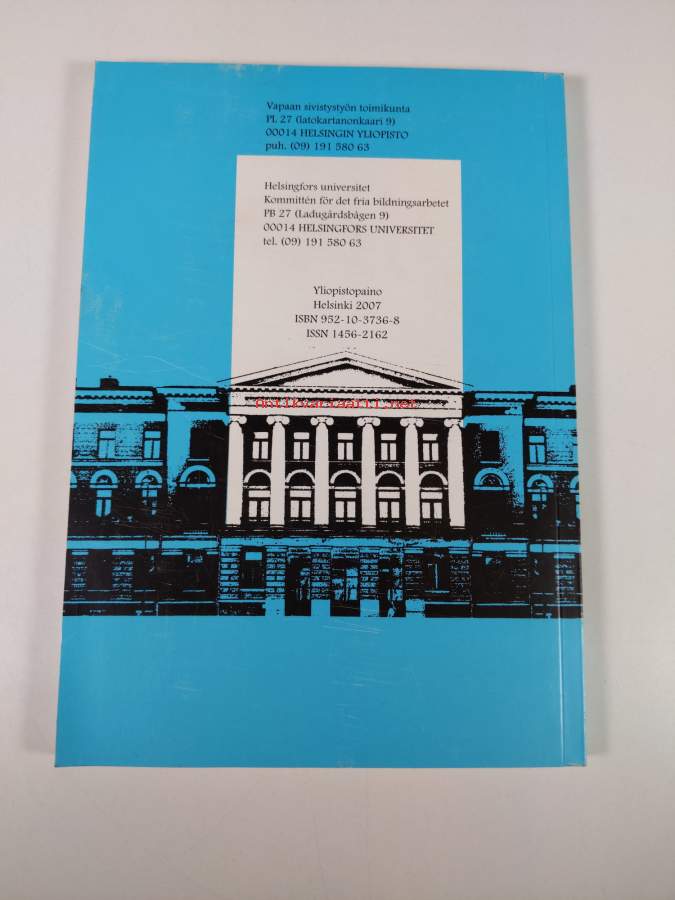 Vapaan sivistystyön toimikunta
PL 27 (latokartanonkaari 9)
00014 HELSINGIN YLIOPISTO
puh. (09) 191 580 63
Helsingfors universitet
Kommittén för det fria bildningsarbetet
PB 27 (Ladugårdsbågen 9)
00014 HELSINGFORS UNIVERSITET
tel. (09) 191 580 63
Yliopistopaino
Helsinki 2007
ISBN 952-10-3736-8
ISSN 1456-2162
Antikvariaatti.net